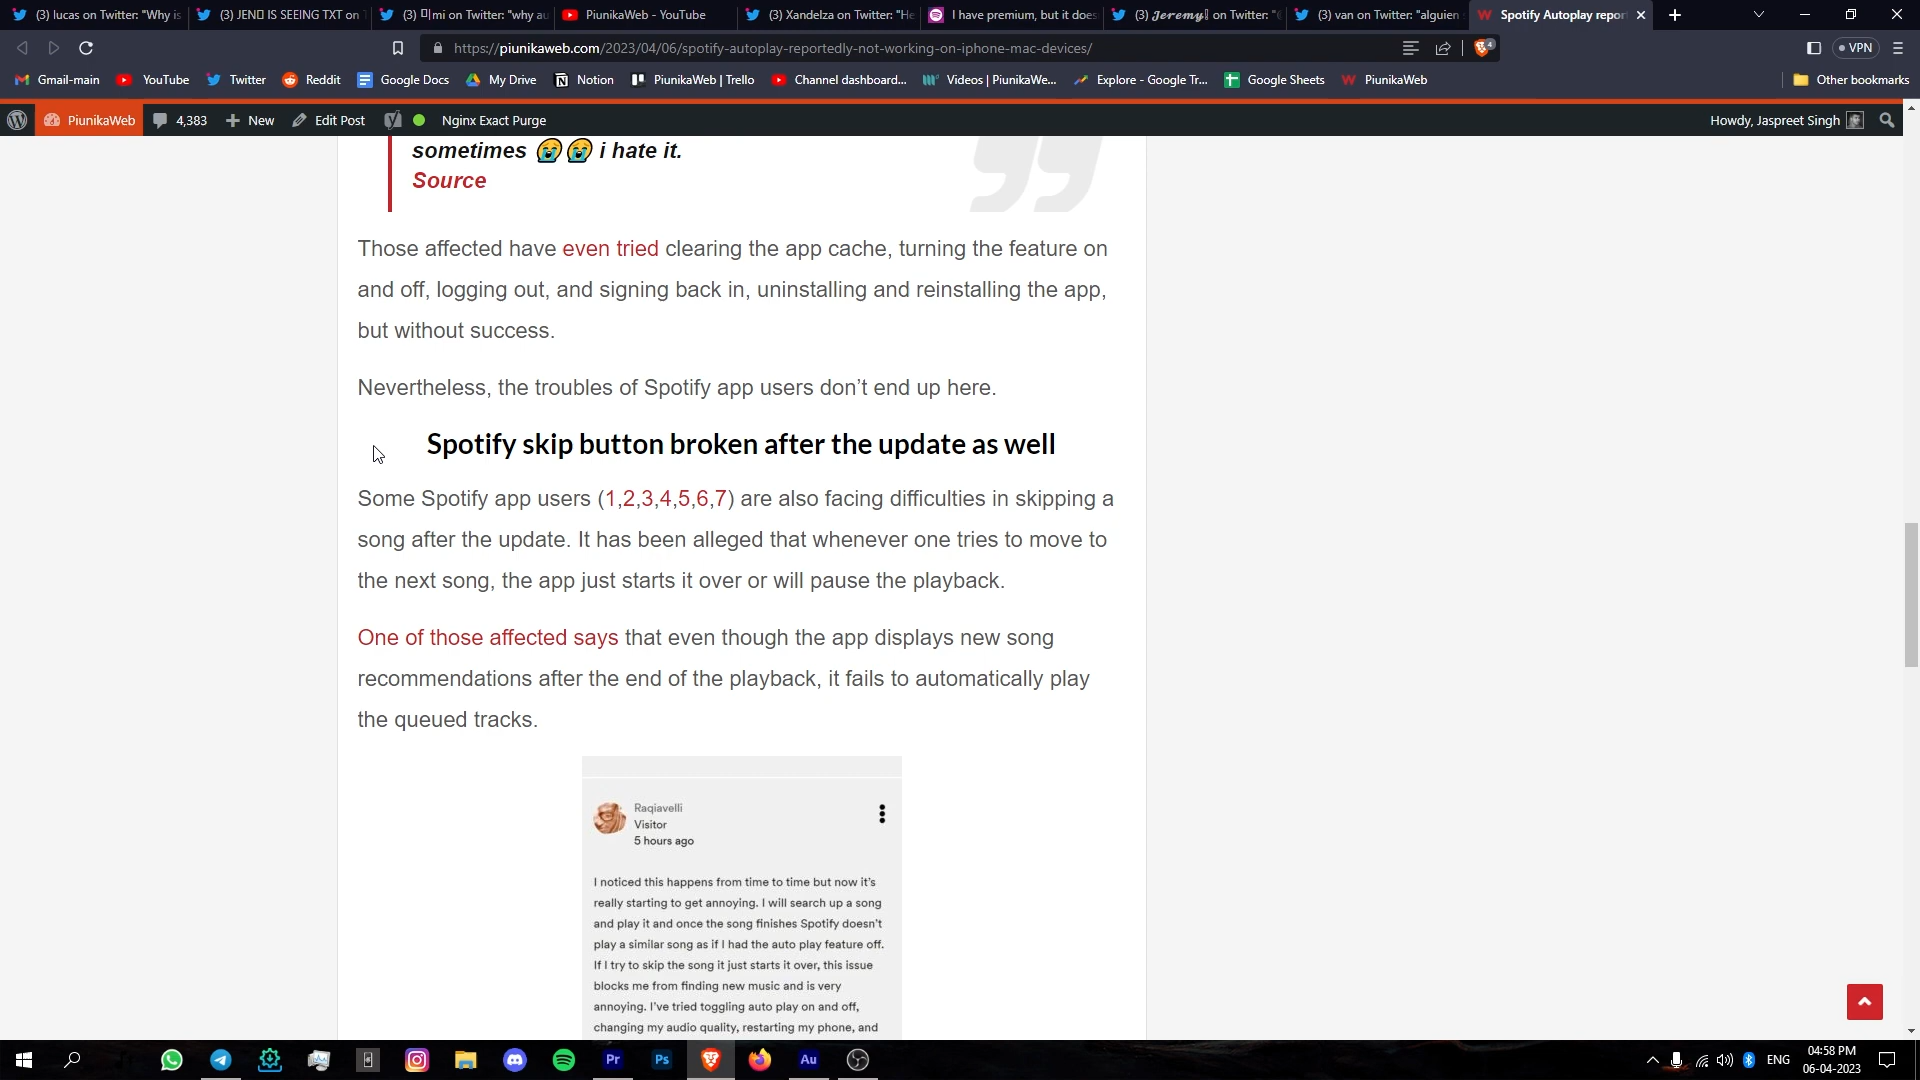 (3) lucas on Twitter: "Why is
(3) JEN IS SEEING TXT on
(3) mi on Twitter: "why au
PiunikaWeb - YouTube
(3) Xandelza on Twitter: "He
I have premium, but it does
(3) Jeremy on Twitter: "
(3) van on Twitter: "alguien
Spotify Autoplay repor
https://piunikaweb.com/2023/04/06/spotify-autoplay-reportedly-not-working-on-iphone-mac-devices/
4
VPN
Gmail-main
YouTube
Twitter
Reddit
Google Docs
My Drive
Notion
PiunikaWeb | Trello
Channel dashboard...
Videos | PiunikaWe...
Explore - Google Tr...
Google Sheets
PiunikaWeb
Other bookmarks
PiunikaWeb
4,383
New
Edit Post
Nginx Exact Purge
Howdy, Jaspreet Singh
sometimes 😭😭 i hate it.
Source
Those affected have even tried clearing the app cache, turning the feature on
and off, logging out, and signing back in, uninstalling and reinstalling the app,
but without success.
Nevertheless, the troubles of Spotify app users don’t end up here.
Spotify skip button broken after the update as well
Some Spotify app users (1,2,3,4,5,6,7) are also facing difficulties in skipping a
song after the update. It has been alleged that whenever one tries to move to
the next song, the app just starts it over or will pause the playback.
One of those affected says that even though the app displays new song
recommendations after the end of the playback, it fails to automatically play
the queued tracks.
Raqiavelli
Visitor
5 hours ago
I noticed this happens from time to time but now it’s
really starting to get annoying. I will search up a song
and play it and once the song finishes Spotify doesn’t
play a similar song as if I had the auto play feature off.
If I try to skip the song it just starts it over, this issue
blocks me from finding new music and is very
annoying. I’ve tried toggling auto play on and off,
changing my audio quality, restarting my phone, and
Pr
Ps
Au
ENG
04:58 PM
06-04-2023